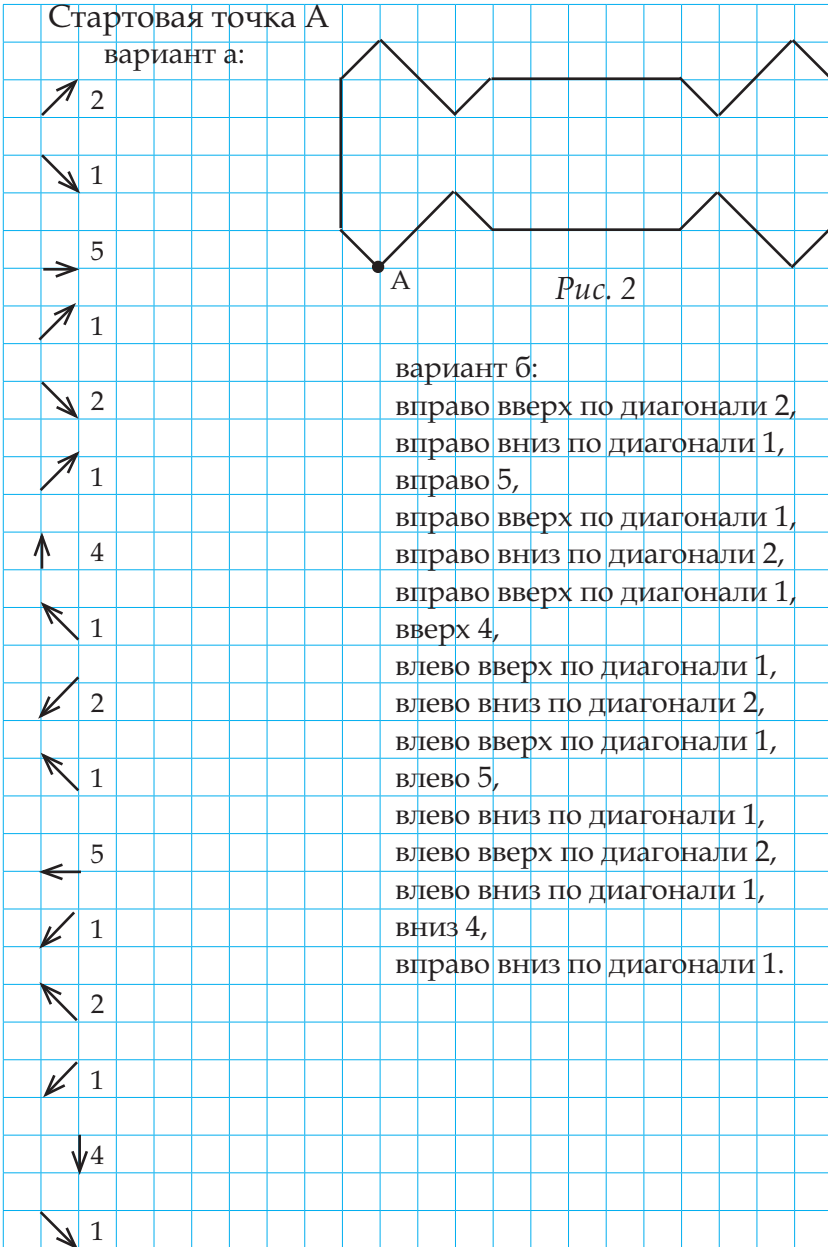 Стартовая точка А
вариант а:
2
1
5
1
2
1
4
1
2
1
5
1
2
1
4
1
А
Рис. 2
вариант б:
вправо вверх по диагонали 2,
вправо вниз по диагонали 1,
вправо 5,
вправо вверх по диагонали 1,
вправо вниз по диагонали 2,
вправо вверх по диагонали 1,
вверх 4,
влево вверх по диагонали 1,
влево вниз по диагонали 2,
влево вверх по диагонали 1,
влево 5,
влево вниз по диагонали 1,
влево вверх по диагонали 2,
влево вниз по диагонали 1,
вниз 4,
вправо вниз по диагонали 1.